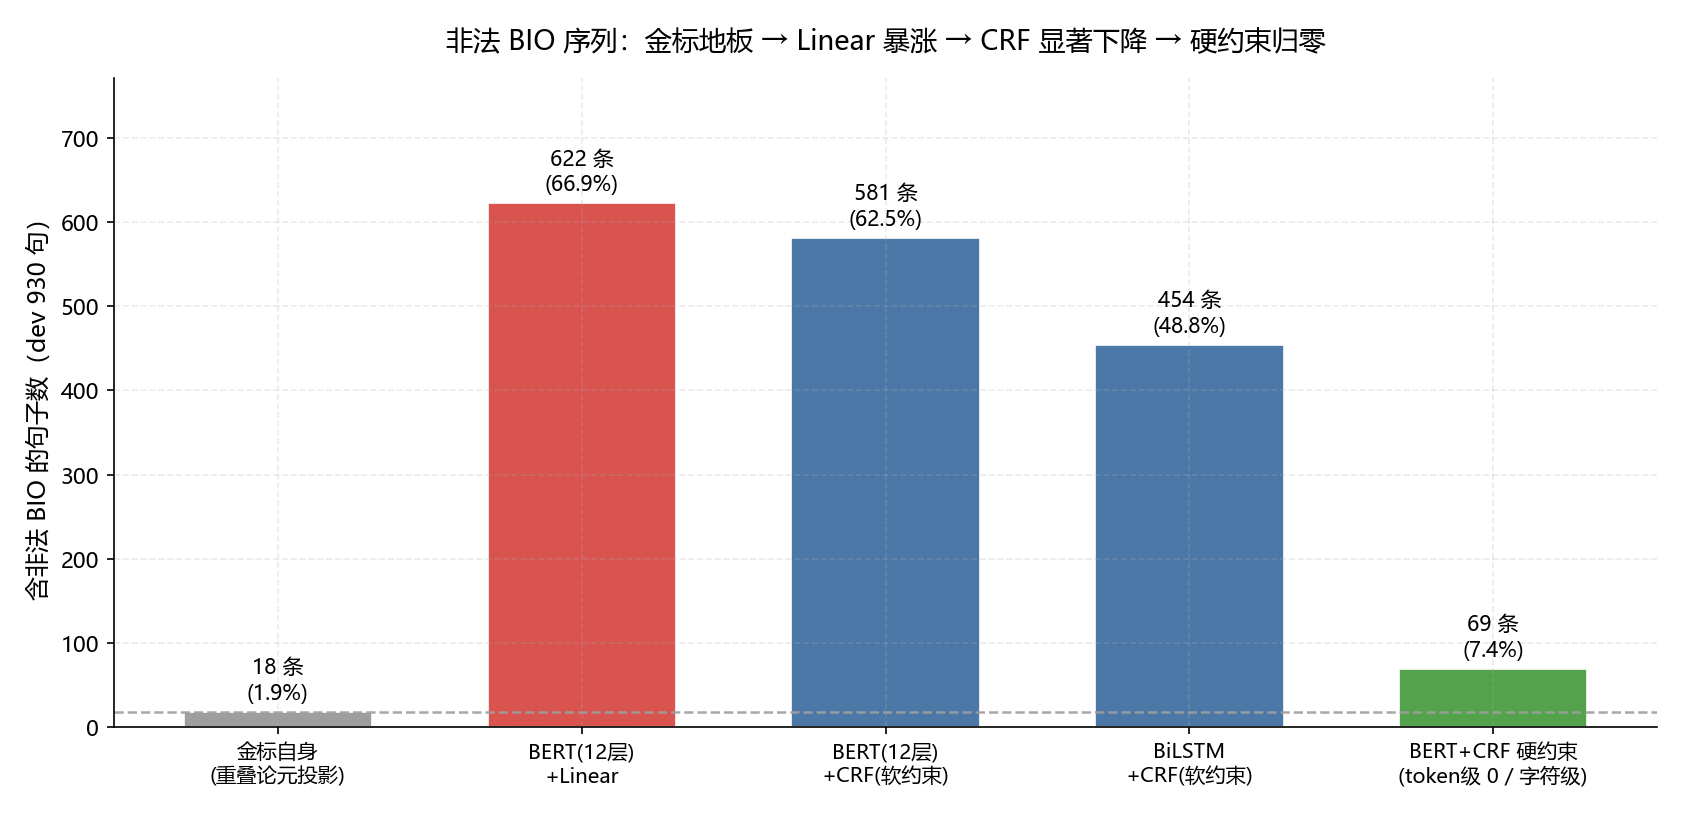 非法 BIO 序列：金标地板 → Linear 暴涨 → CRF 显著下降 → 硬约束归零
含非法 BIO 的句子数（dev 930 句）
700
600
500
400
300
200
100
0
18 条
(1.9%)
622 条
(66.9%)
581 条
(62.5%)
454 条
(48.8%)
69 条
(7.4%)
金标自身
(重叠论元投影)
BERT(12层)
+Linear
BERT(12层)
+CRF(软约束)
BiLSTM
+CRF(软约束)
BERT+CRF 硬约束
(token级 0 / 字符级)